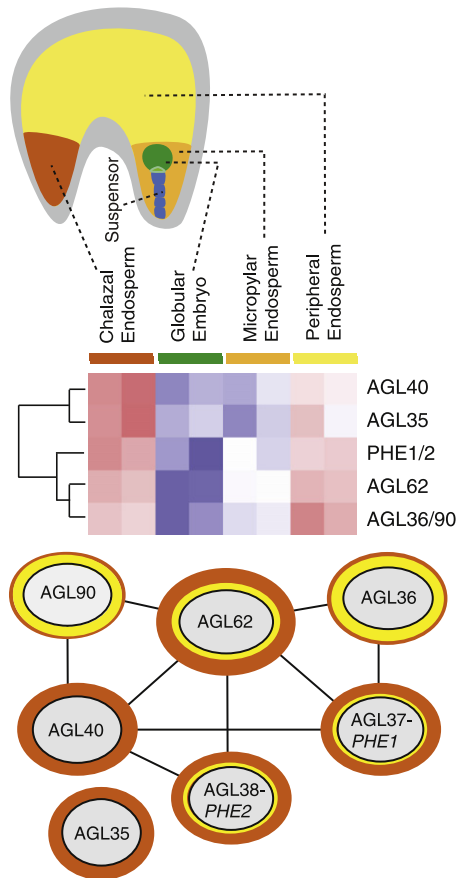 Suspensor
Chalazal
Endosperm
Globular
Embryo
Micropylar
Endosperm
Peripheral
Endosperm
AGL40
AGL35
PHE1/2
AGL62
AGL36/90
AGL90
AGL62
AGL36
AGL40
AGL37-
PHE1
AGL38-
PHE2
AGL35